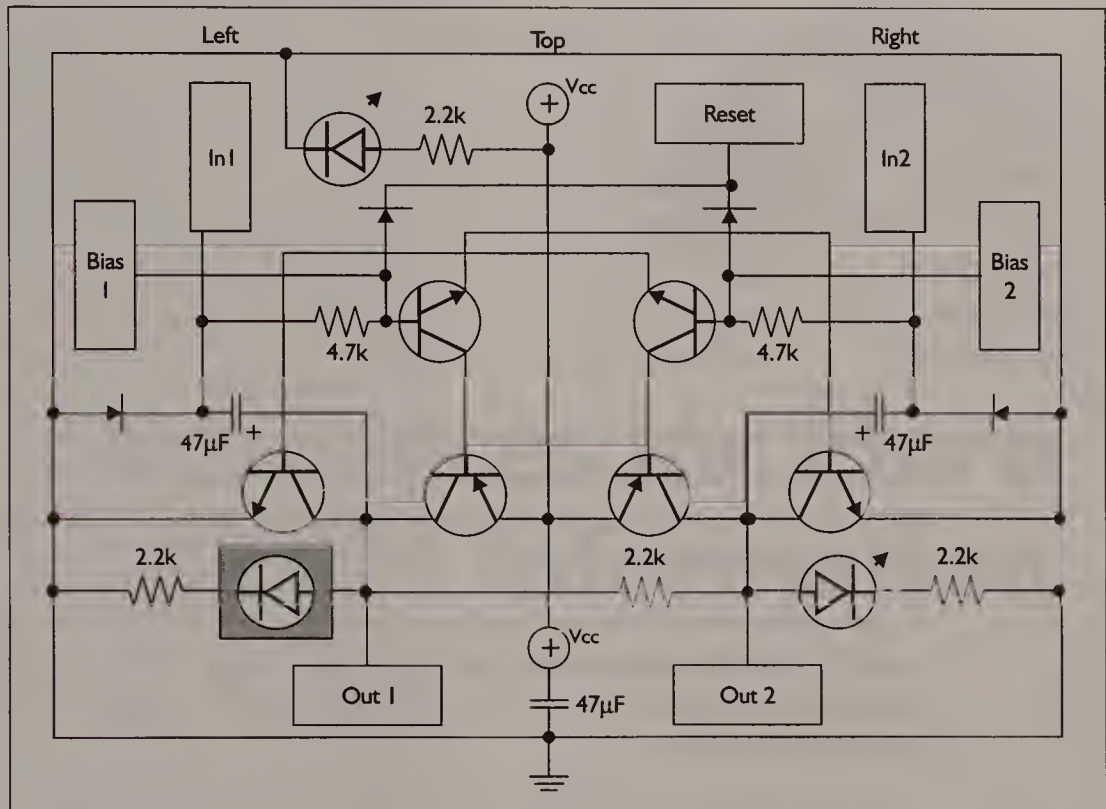 Left
Top
Right
Vcc
2.2k
Reset
In1
In2
Bias
1
Bias
2
4.7k
4.7k
47µF
+
+
47µF
2.2k
2.2k
2.2k
Vcc
Out 1
47µF
Out 2